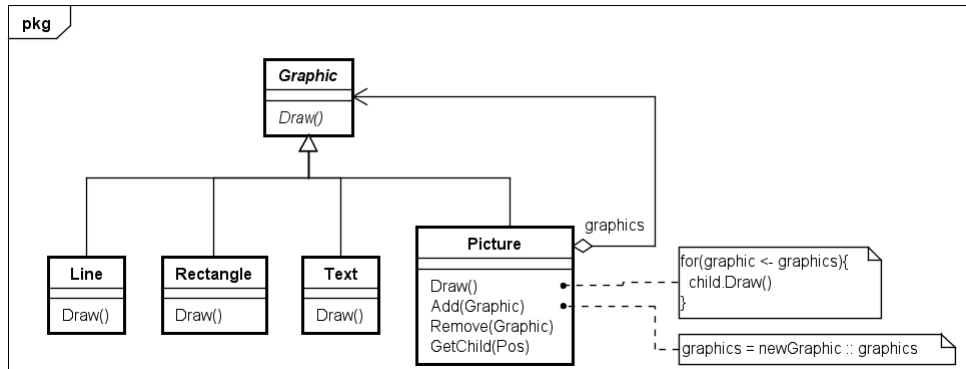 pkg
Graphic
Draw()
graphics
Line
Draw()
Rectangle
Draw()
Text
Draw()
Picture
Draw()
Add(Graphic)
Remove(Graphic)
GetChild(Pos)
for(graphic <- graphics){
child.Draw()
}
graphics = newGraphic :: graphics